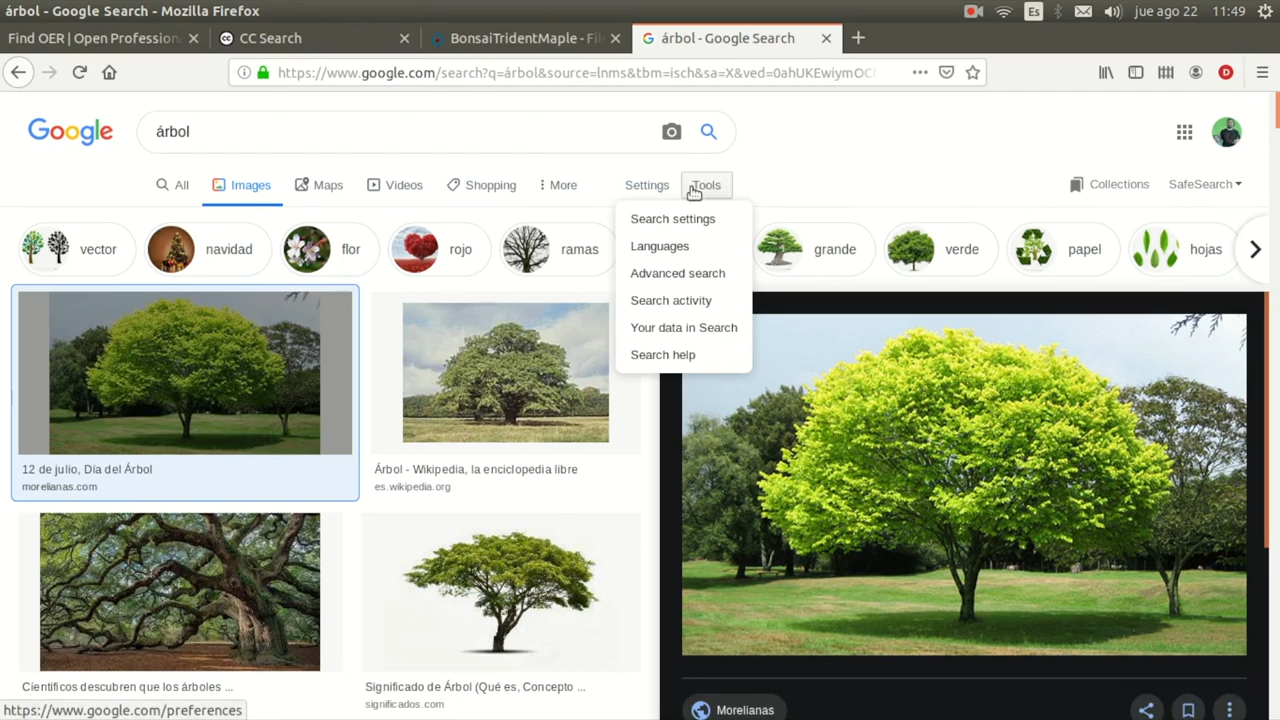 árbol - Google Search - Mozilla Firefox
Es
jue ago 22
11:49
Find OER | Open Profession
CC Search
BonsaiTridentMaple - Fil
árbol - Google Search
https://www.google.com/search?q=árbol&source=lnms&tbm=isch&sa=X&ved=0ahUKEwiymOCh
D
Google
árbol
All
Images
Maps
Videos
Shopping
More
Settings
Tools
Collections
SafeSearch
vector
navidad
flor
rojo
ramas
grande
verde
papel
hojas
Search settings
Languages
Advanced search
Search activity
Your data in Search
Search help
12 de julio, Día del Árbol
morelianas.com
Árbol - Wikipedia, la enciclopedia libre
es.wikipedia.org
Científicos descubren que los árboles ...
Significado de Árbol (Qué es, Concepto ...
significados.com
https://www.google.com/preferences
Morelianas